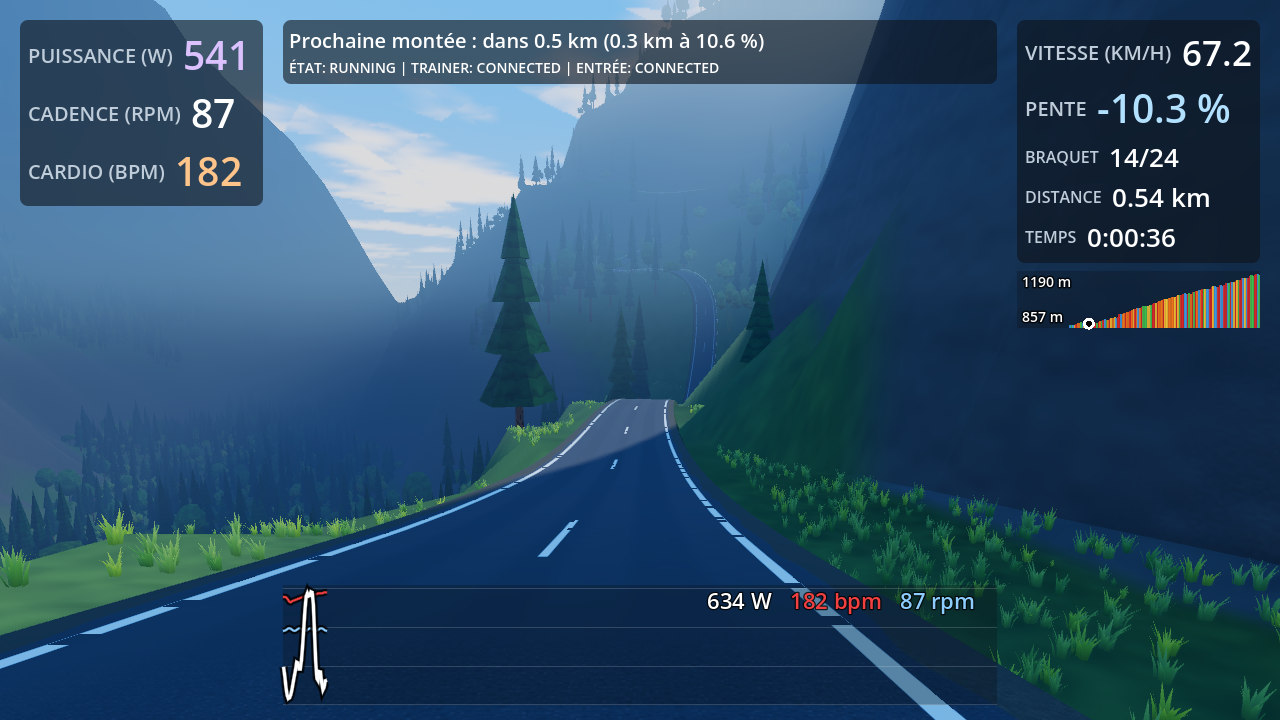 PUISSANCE (W) 541
CADENCE (RPM) 87
CARDIO (BPM) 182
Prochaine montée : dans 0.5 km (0.3 km à 10.6 %)
ÉTAT: RUNNING | TRAINER: CONNECTED | ENTRÉE: CONNECTED
VITESSE (KM/H) 67.2
PENTE -10.3 %
BRAQUET 14/24
DISTANCE 0.54 km
TEMPS 0:00:36
1190 m
857 m
634 W 182 bpm 87 rpm